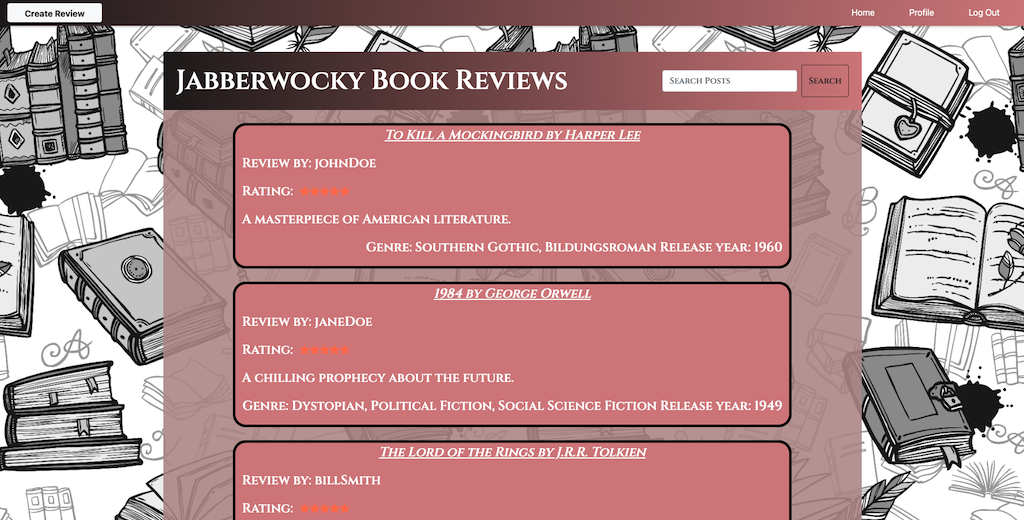 Create Review
Home Profile Log Out
Jabberwocky Book Reviews
Search Posts Search
To Kill a Mockingbird by Harper Lee
Review by: johnDoe
Rating: ★★★★★
A masterpiece of American literature.
Genre: Southern Gothic, Bildungsroman Release year: 1960
1984 by George Orwell
Review by: janeDoe
Rating: ★★★★★
A chilling prophecy about the future.
Genre: Dystopian, Political Fiction, Social Science Fiction Release year: 1949
The Lord of the Rings by J.R.R. Tolkien
Review by: billSmith
Rating: ★★★★★